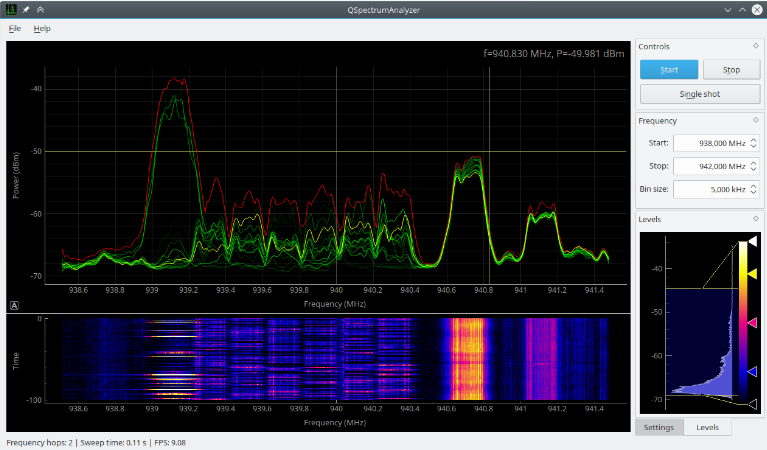 QSpectrumAnalyzer
File Help
f=940.830 MHz, P=-49.981 dBm
-40
-50
-60
-70
Power (dBm)
938.6 938.8 939 939.2 939.4 939.6 939.8 940 940.2 940.4 940.6 940.8 941 941.2 941.4
A
Frequency (MHz)
0
-100
Time
938.6 938.8 939 939.2 939.4 939.6 939.8 940 940.2 940.4 940.6 940.8 941 941.2 941.4
Frequency (MHz)
Controls
Start Stop
Single shot
Frequency
Start: 938,000 MHz
Stop: 942,000 MHz
Bin size: 5,000 kHz
Levels
-40
-50
-60
-70
Settings Levels
Frequency hops: 2 | Sweep time: 0.11 s | FPS: 9.08